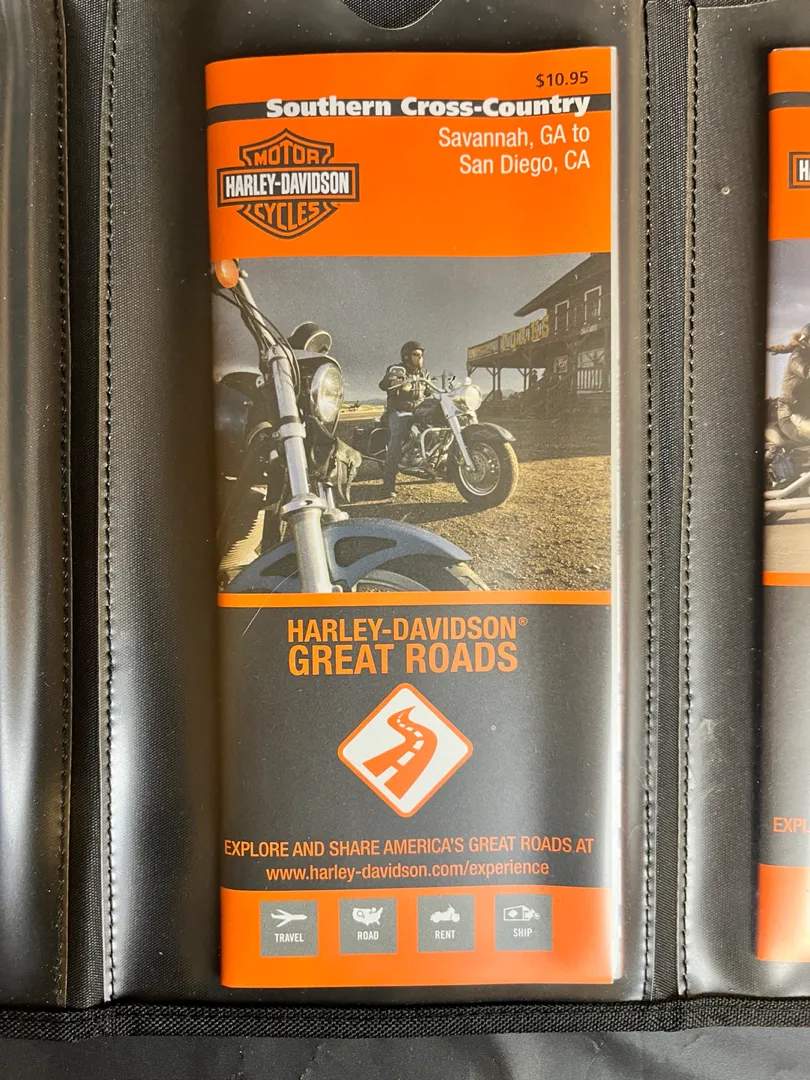 $10.95
Southern Cross-Country
Savannah, GA to
San Diego, CA
MOTOR
HARLEY-DAVIDSON
CYCLES
HARLEY-DAVIDSON®
GREAT ROADS
EXPLORE AND SHARE AMERICA'S GREAT ROADS AT
www.harley-davidson.com/experience
TRAVEL
ROAD
RENT
SHIP
H
EXPL